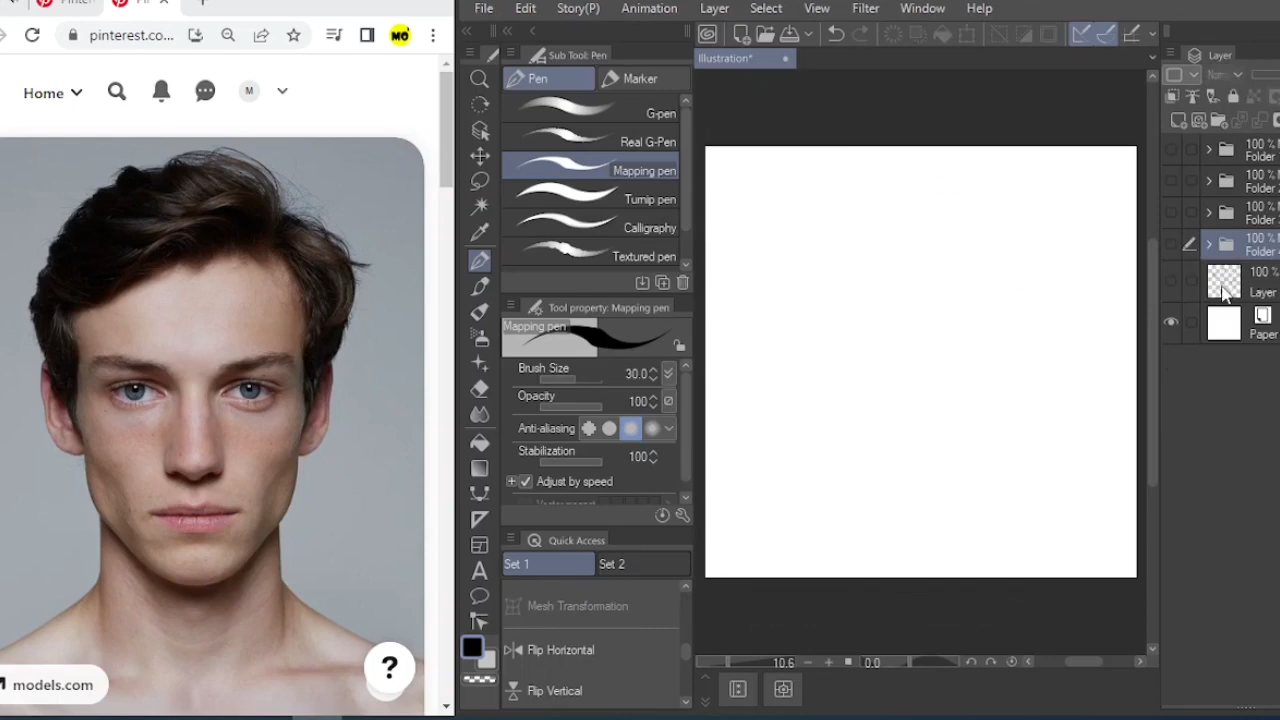 pinterest.co...
Home
M
?
models.com
File Edit Story(P) Animation Layer Select View Filter Window Help
Sub Tool: Pen
Pen Marker
G-pen
Real G-Pen
Mapping pen
Turnip pen
Calligraphy
Textured pen
Tool property: Mapping pen
Mapping pen
Brush Size 30.0
Opacity 100
Anti-aliasing
Stabilization 100
Adjust by speed
Quick Access
Set 1 Set 2
Mesh Transformation
Flip Horizontal
Flip Vertical
Illustration*
10.6 0.0
Layer
100 %
Folder
100 %
Folder
100 %
Folder
100 %
Folder
100 %
Layer
Paper